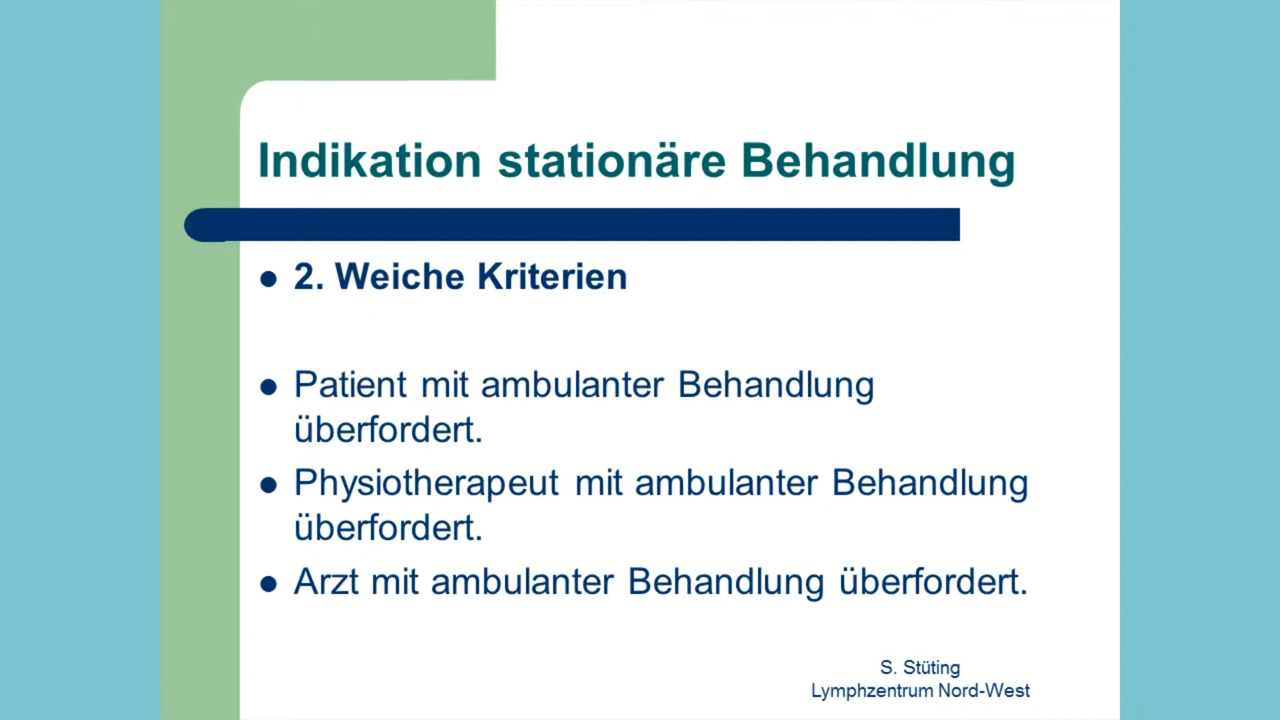 Indikation stationäre Behandlung
● 2. Weiche Kriterien
● Patient mit ambulanter Behandlung
überfordert.
● Physiotherapeut mit ambulanter Behandlung
überfordert.
● Arzt mit ambulanter Behandlung überfordert.
S. Stüting
Lymphzentrum Nord-West